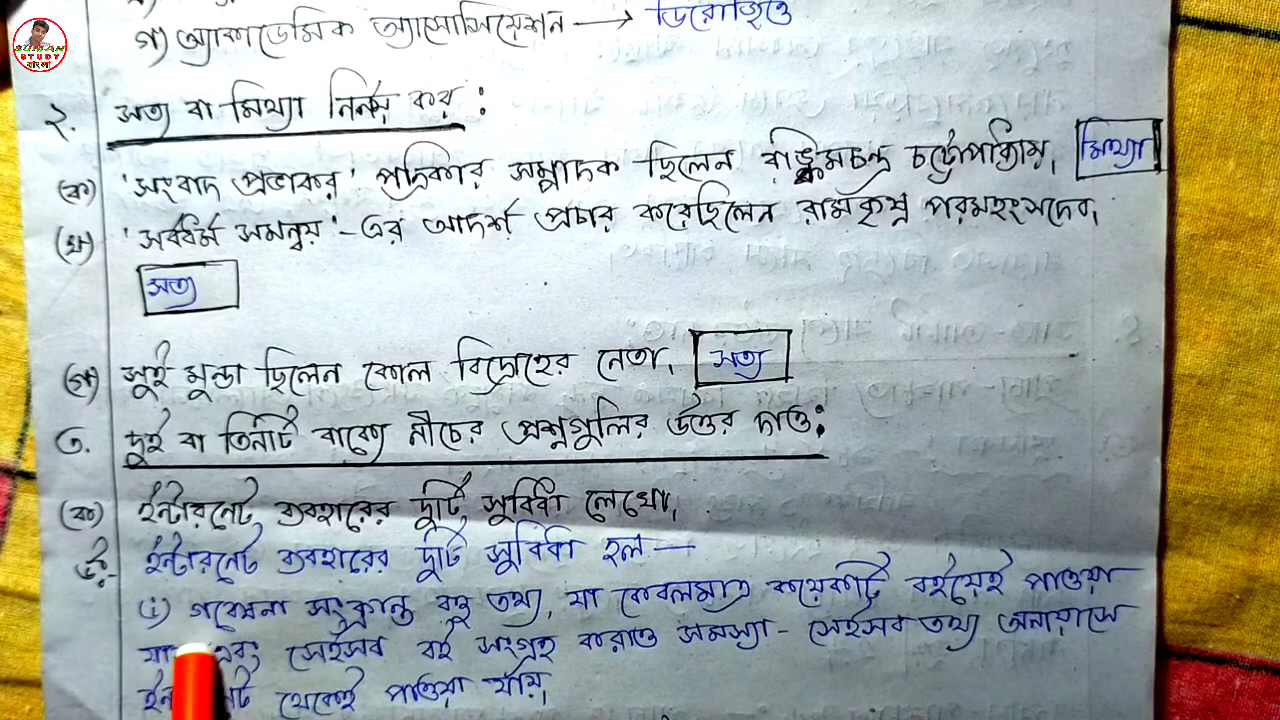 STUDY
বাংলা
গ) অ্যাকাডেমিক অ্যাসোসিয়েশন → ডিরোজিও
২. সত্য বা মিথ্যা নির্ণয় কর :
(ক) 'সংবাদ প্রভাকর' পত্রিকার সম্পাদক ছিলেন বঙ্কিমচন্দ্র চট্টোপাধ্যায়। মিথ্যা
(খ) 'সর্বধর্ম সমন্বয়'-এর আদর্শ প্রচার করেছিলেন রামকৃষ্ণ পরমহংসদেব।
সত্য
(গ) সুই মুন্ডা ছিলেন কোল বিদ্রোহের নেতা। সত্য
৩. দুই বা তিনটি বাক্যে নীচের প্রশ্নগুলির উত্তর দাও:
(ক) ইন্টারনেট ব্যবহারের দুটি সুবিধা লেখো।
উঃ- ইন্টারনেট ব্যবহারের দুটি সুবিধা হল —
(i) গবেষনা সংক্রান্ত বহু তথ্য, যা কেবলমাত্র কয়েকটি বইয়েই পাওয়া
এবং সেইসব বই সংগ্রহ করাও সমস্যা - সেইসব তথ্য অনায়াসে
থেকেই পাওয়া যায়।